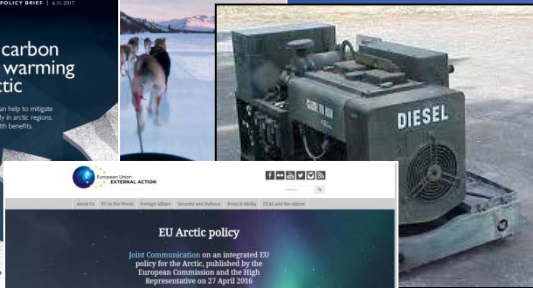 POLICY BRIEF | 6.11.2017
carbon
warming
ctic
an help to mitigate
ly in arctic regions.
th benefits.
DIESEL
European Union
EXTERNAL ACTION
About Us EU in the World Foreign Affairs Security and Defence Press & Media EEAS and the citizen
EU Arctic policy
Joint Communication on an integrated EU
policy for the Arctic, published by the
European Commission and the High
Representative on 27 April 2016